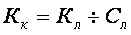 Кк = Кл ÷ Сл